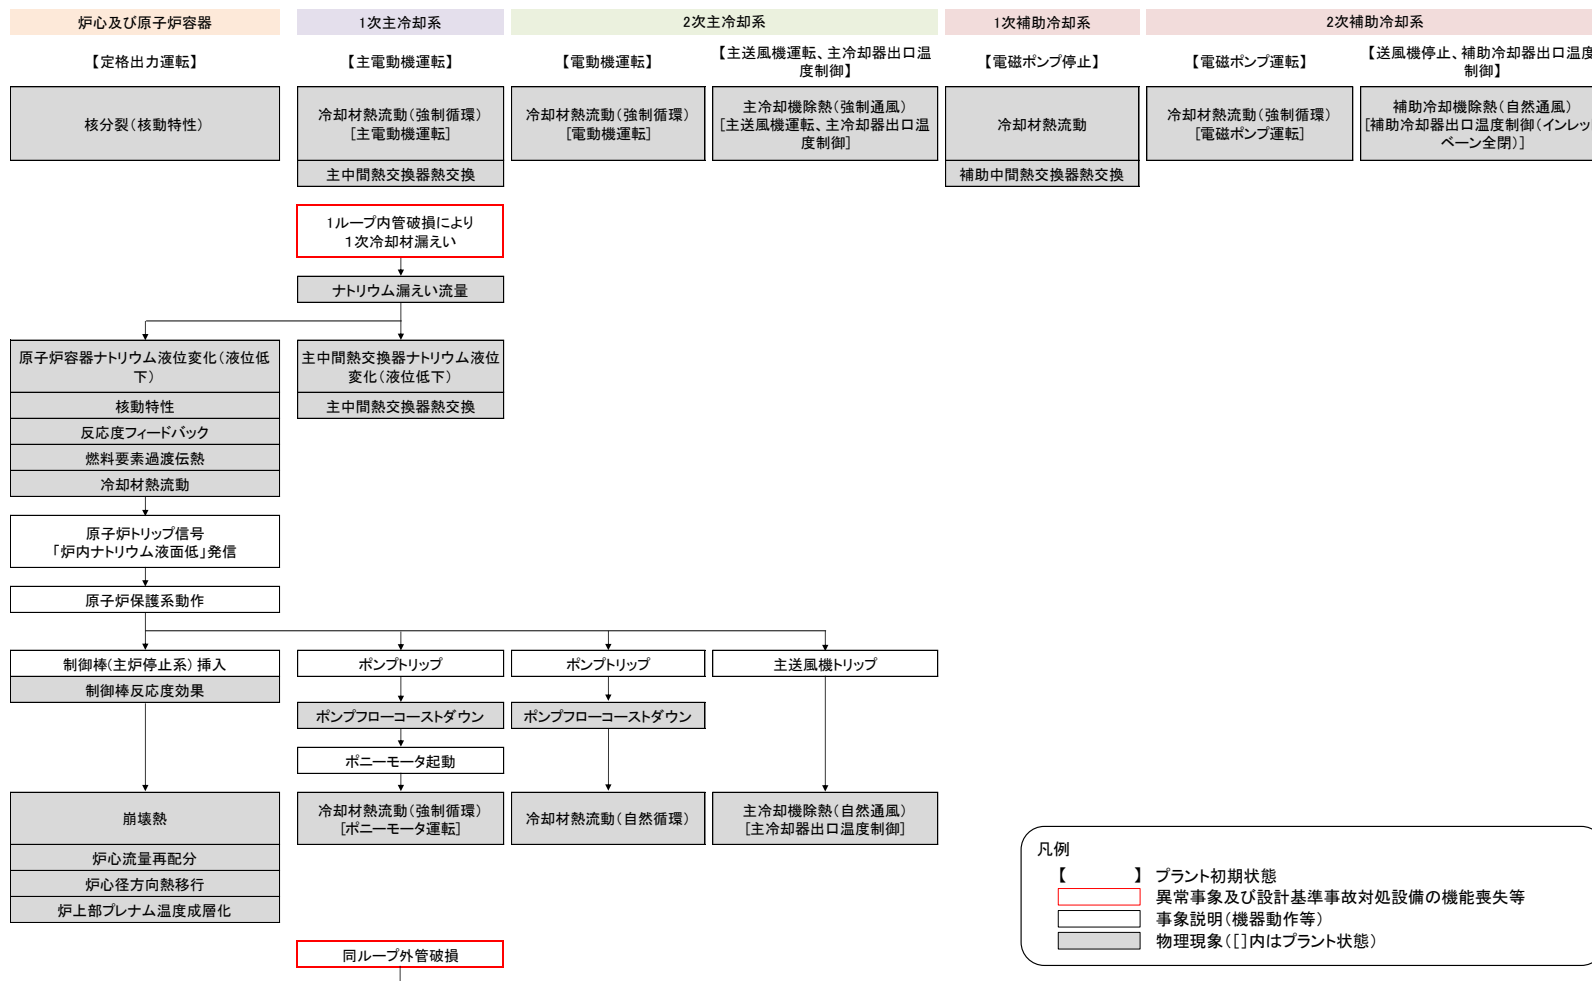 炉心及び原子炉容器
1次主冷却系
2次主冷却系
1次補助冷却系
2次補助冷却系
【定格出力運転】
【主電動機運転】
【電動機運転】
【主送風機運転、主冷却器出口温
度制御】
【電磁ポンプ停止】
【電磁ポンプ運転】
【送風機停止、補助冷却器出口温度
制御】
核分裂(核動特性)
冷却材熱流動(強制循環)
[主電動機運転]
冷却材熱流動(強制循環)
[電動機運転]
主冷却機除熱(強制通風)
[主送風機運転、主冷却器出口温
度制御]
冷却材熱流動
冷却材熱流動(強制循環)
[電磁ポンプ運転]
補助冷却機除熱(自然通風)
[補助冷却器出口温度制御(インレッ
ベーン全閉)]
主中間熱交換器熱交換
補助中間熱交換器熱交換
1ループ内管破損により
1次冷却材漏えい
ナトリウム漏えい流量
原子炉容器ナトリウム液位変化(液位低
下)
主中間熱交換器ナトリウム液位
変化(液位低下)
核動特性
主中間熱交換器熱交換
反応度フィードバック
燃料要素過渡伝熱
冷却材熱流動
原子炉トリップ信号
「炉内ナトリウム液面低」発信
原子炉保護系動作
制御棒(主炉停止系)挿入
ポンプトリップ
ポンプトリップ
主送風機トリップ
制御棒反応度効果
ポンプフローコーストダウン
ポンプフローコーストダウン
ポニーモータ起動
崩壊熱
冷却材熱流動(強制循環)
[ポニーモータ運転]
冷却材熱流動(自然循環)
主冷却機除熱(自然通風)
[主冷却器出口温度制御]
炉心流量再配分
炉心径方向熱移行
炉上部プレナム温度成層化
同ループ外管破損
凡例
【 】 プラント初期状態
異常事象及び設計基準事故対処設備の機能喪失等
事象説明(機器動作等)
物理現象([]内はプラント状態)